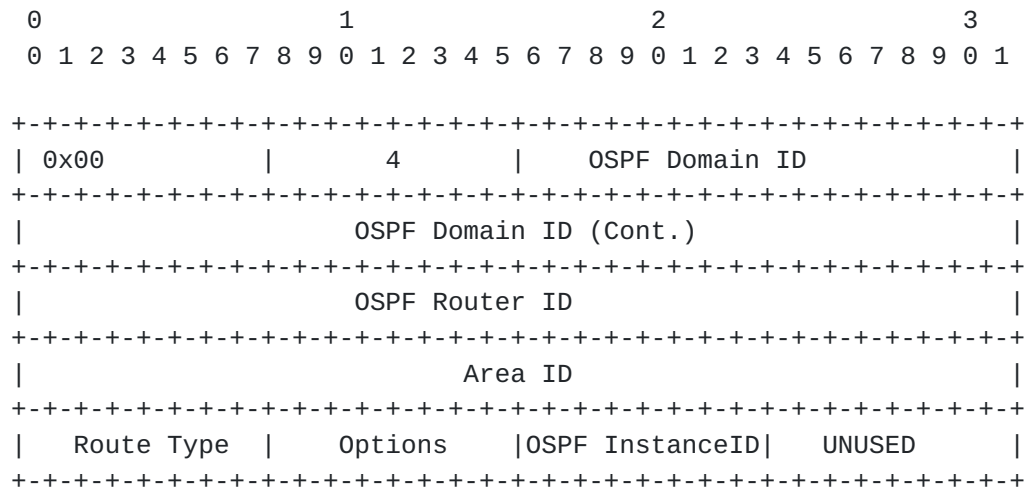 0                   1                   2                   3
 0 1 2 3 4 5 6 7 8 9 0 1 2 3 4 5 6 7 8 9 0 1 2 3 4 5 6 7 8 9 0 1
+-+-+-+-+-+-+-+-+-+-+-+-+-+-+-+-+-+-+-+-+-+-+-+-+-+-+-+-+-+-+-+-+
| 0x00          |       4       |    OSPF Domain ID             |
+-+-+-+-+-+-+-+-+-+-+-+-+-+-+-+-+-+-+-+-+-+-+-+-+-+-+-+-+-+-+-+-+
|                     OSPF Domain ID (Cont.)                    |
+-+-+-+-+-+-+-+-+-+-+-+-+-+-+-+-+-+-+-+-+-+-+-+-+-+-+-+-+-+-+-+-+
|                     OSPF Router ID                            |
+-+-+-+-+-+-+-+-+-+-+-+-+-+-+-+-+-+-+-+-+-+-+-+-+-+-+-+-+-+-+-+-+
|                            Area ID                            |
+-+-+-+-+-+-+-+-+-+-+-+-+-+-+-+-+-+-+-+-+-+-+-+-+-+-+-+-+-+-+-+-+
|   Route Type  |    Options    |OSPF InstanceID|   UNUSED      |
+-+-+-+-+-+-+-+-+-+-+-+-+-+-+-+-+-+-+-+-+-+-+-+-+-+-+-+-+-+-+-+-+